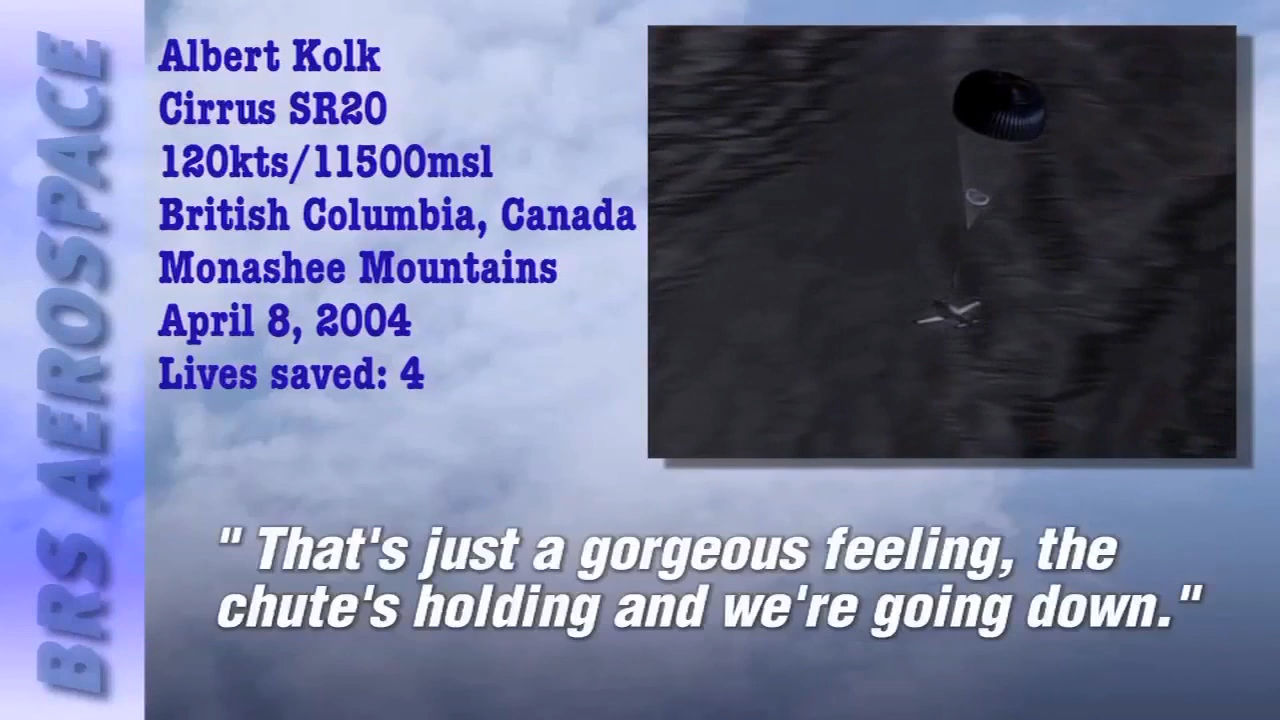 BRS AEROSPACE
Albert Kolk
Cirrus SR20
120kts/11500msl
British Columbia, Canada
Monashee Mountains
April 8, 2004
Lives saved: 4
" That's just a gorgeous feeling, the
chute's holding and we're going down."